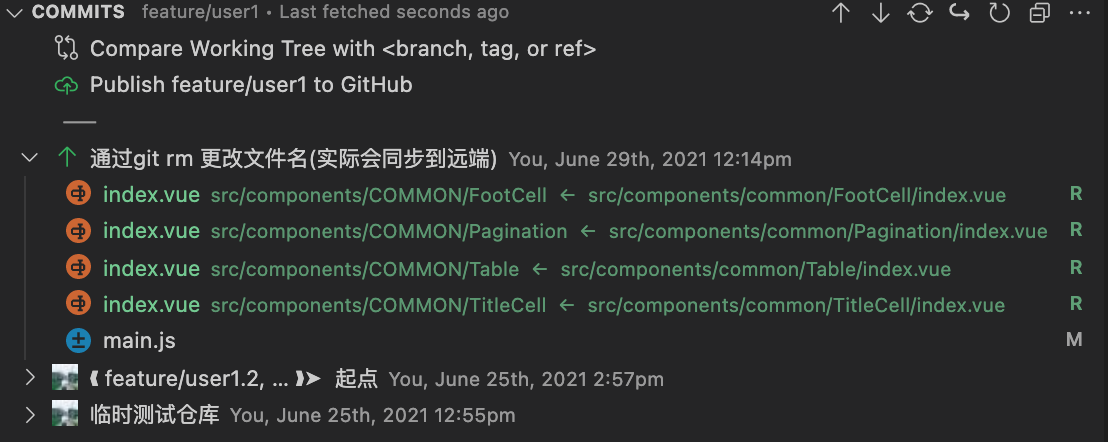 COMMITS feature/user1 • Last fetched seconds ago
Compare Working Tree with <branch, tag, or ref>
Publish feature/user1 to GitHub
通过git rm 更改文件名(实际会同步到远端) You, June 29th, 2021 12:14pm
index.vue src/components/COMMON/FootCell ← src/components/common/FootCell/index.vue R
index.vue src/components/COMMON/Pagination ← src/components/common/Pagination/index.vue R
index.vue src/components/COMMON/Table ← src/components/common/Table/index.vue R
index.vue src/components/COMMON/TitleCell ← src/components/common/TitleCell/index.vue R
main.js M
⟪ feature/user1.2, ... ⟫➤ 起点 You, June 25th, 2021 2:57pm
临时测试仓库 You, June 25th, 2021 12:55pm